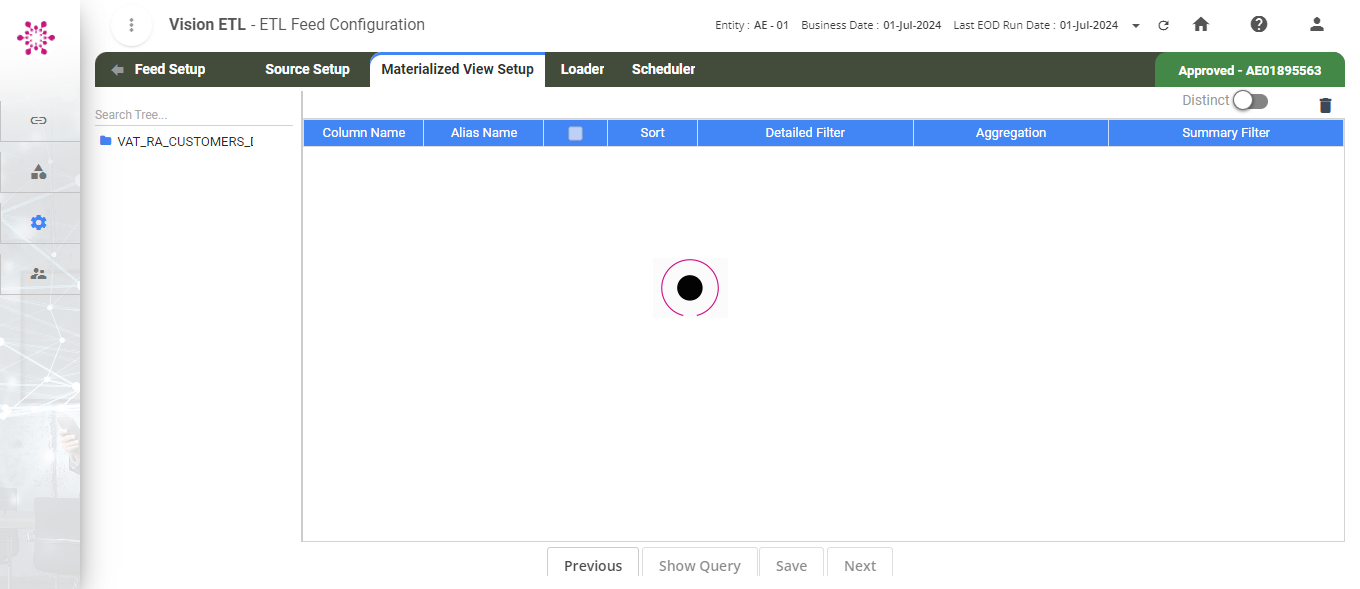 Vision ETL - ETL Feed Configuration
Entity : AE - 01 Business Date : 01-Jul-2024 Last EOD Run Date : 01-Jul-2024
Feed Setup Source Setup Materialized View Setup Loader Scheduler Approved - AE01895563
Distinct
Search Tree...
Column Name Alias Name Sort Detailed Filter Aggregation Summary Filter
VAT_RA_CUSTOMERS_
Previous Show Query Save Next